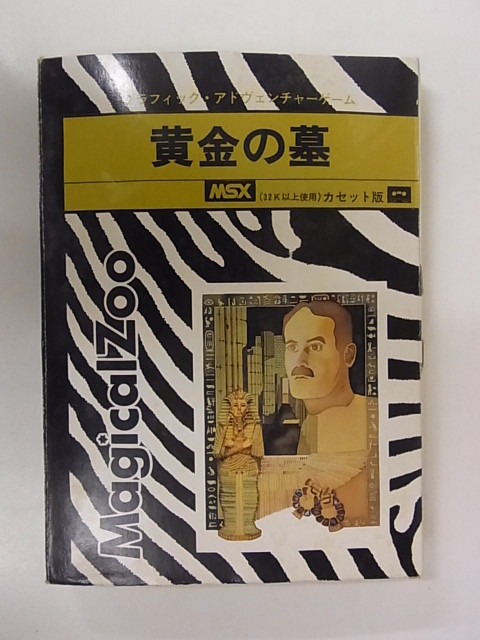 グラフィック・アドヴェンチャーゲーム
黄金の墓
MSX (32K以上使用) カセット版
MagicalZoo